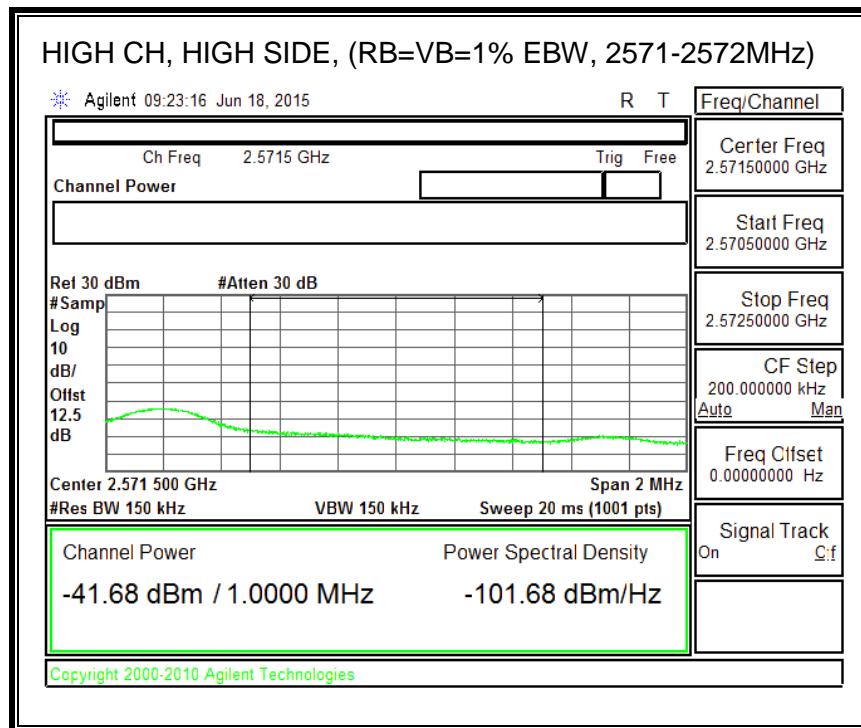 HIGH CH, HIGH SIDE, (RB=VB=1% EBW, 2571-2572MHz)
Agilent 09:23:16 Jun 18, 2015 R T
Freq/Channel
Ch Freq 2.5715 GHz Trig Free
Channel Power
Center Freq
2.57150000 GHz
Start Freq
2.57050000 GHz
Stop Freq
2.57250000 GHz
CF Step
200.000000 kHz
Auto Man
Freq Offset
0.00000000 Hz
Signal Track
On Off
Ref 30 dBm #Atten 30 dB
#Samp
Log
10
dB/
Offst
12.5
dB
Center 2.571 500 GHz Span 2 MHz
#Res BW 150 kHz VBW 150 kHz Sweep 20 ms (1001 pts)
Channel Power Power Spectral Density
-41.68 dBm / 1.0000 MHz -101.68 dBm/Hz
Copyright 2000-2010 Agilent Technologies